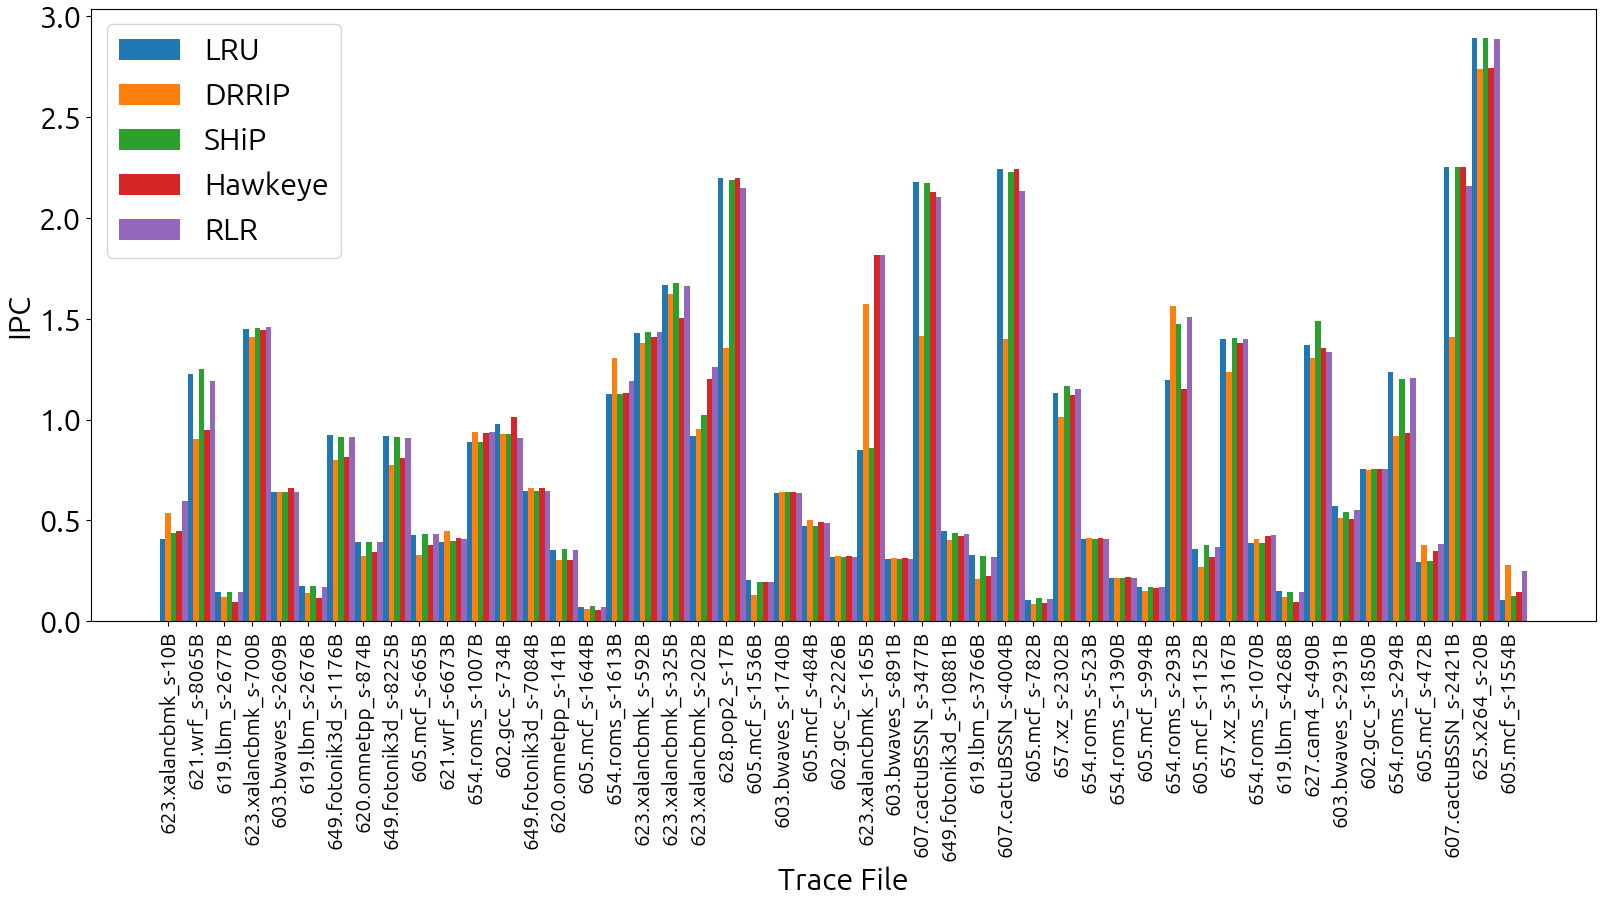 3.0
2.5
2.0
1.5
1.0
0.5
0.0
IPC
LRU
DRRIP
SHiP
Hawkeye
RLR
623.xalancbmk_s-10B
621.wrf_s-8065B
619.lbm_s-2677B
623.xalancbmk_s-700B
603.bwaves_s-2609B
619.lbm_s-2676B
649.fotonik3d_s-1176B
620.omnetpp_s-874B
649.fotonik3d_s-8225B
605.mcf_s-665B
621.wrf_s-6673B
654.roms_s-1007B
602.gcc_s-734B
649.fotonik3d_s-7084B
620.omnetpp_s-141B
605.mcf_s-1644B
654.roms_s-1613B
623.xalancbmk_s-592B
623.xalancbmk_s-325B
623.xalancbmk_s-202B
628.pop2_s-17B
605.mcf_s-1536B
603.bwaves_s-1740B
605.mcf_s-484B
602.gcc_s-2226B
623.xalancbmk_s-165B
603.bwaves_s-891B
607.cactuBSSN_s-3477B
649.fotonik3d_s-10881B
619.lbm_s-3766B
607.cactuBSSN_s-4004B
605.mcf_s-782B
657.xz_s-2302B
654.roms_s-523B
654.roms_s-1390B
605.mcf_s-994B
654.roms_s-293B
605.mcf_s-1152B
657.xz_s-3167B
654.roms_s-1070B
619.lbm_s-4268B
627.cam4_s-490B
603.bwaves_s-2931B
602.gcc_s-1850B
654.roms_s-294B
605.mcf_s-472B
607.cactuBSSN_s-2421B
625.x264_s-20B
605.mcf_s-1554B
Trace File